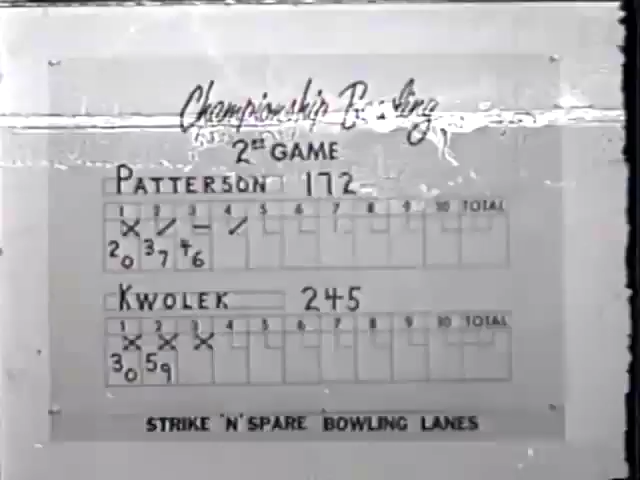 Championship Bowling
2ND GAME
PATTERSON 172
1 2 3 4 5 6 7 8 9 10 TOTAL
X / – /
20 37 46
KWOLEK 245
1 2 3 4 5 6 7 8 9 10 TOTAL
X X X
30 59
STRIKE 'N' SPARE BOWLING LANES